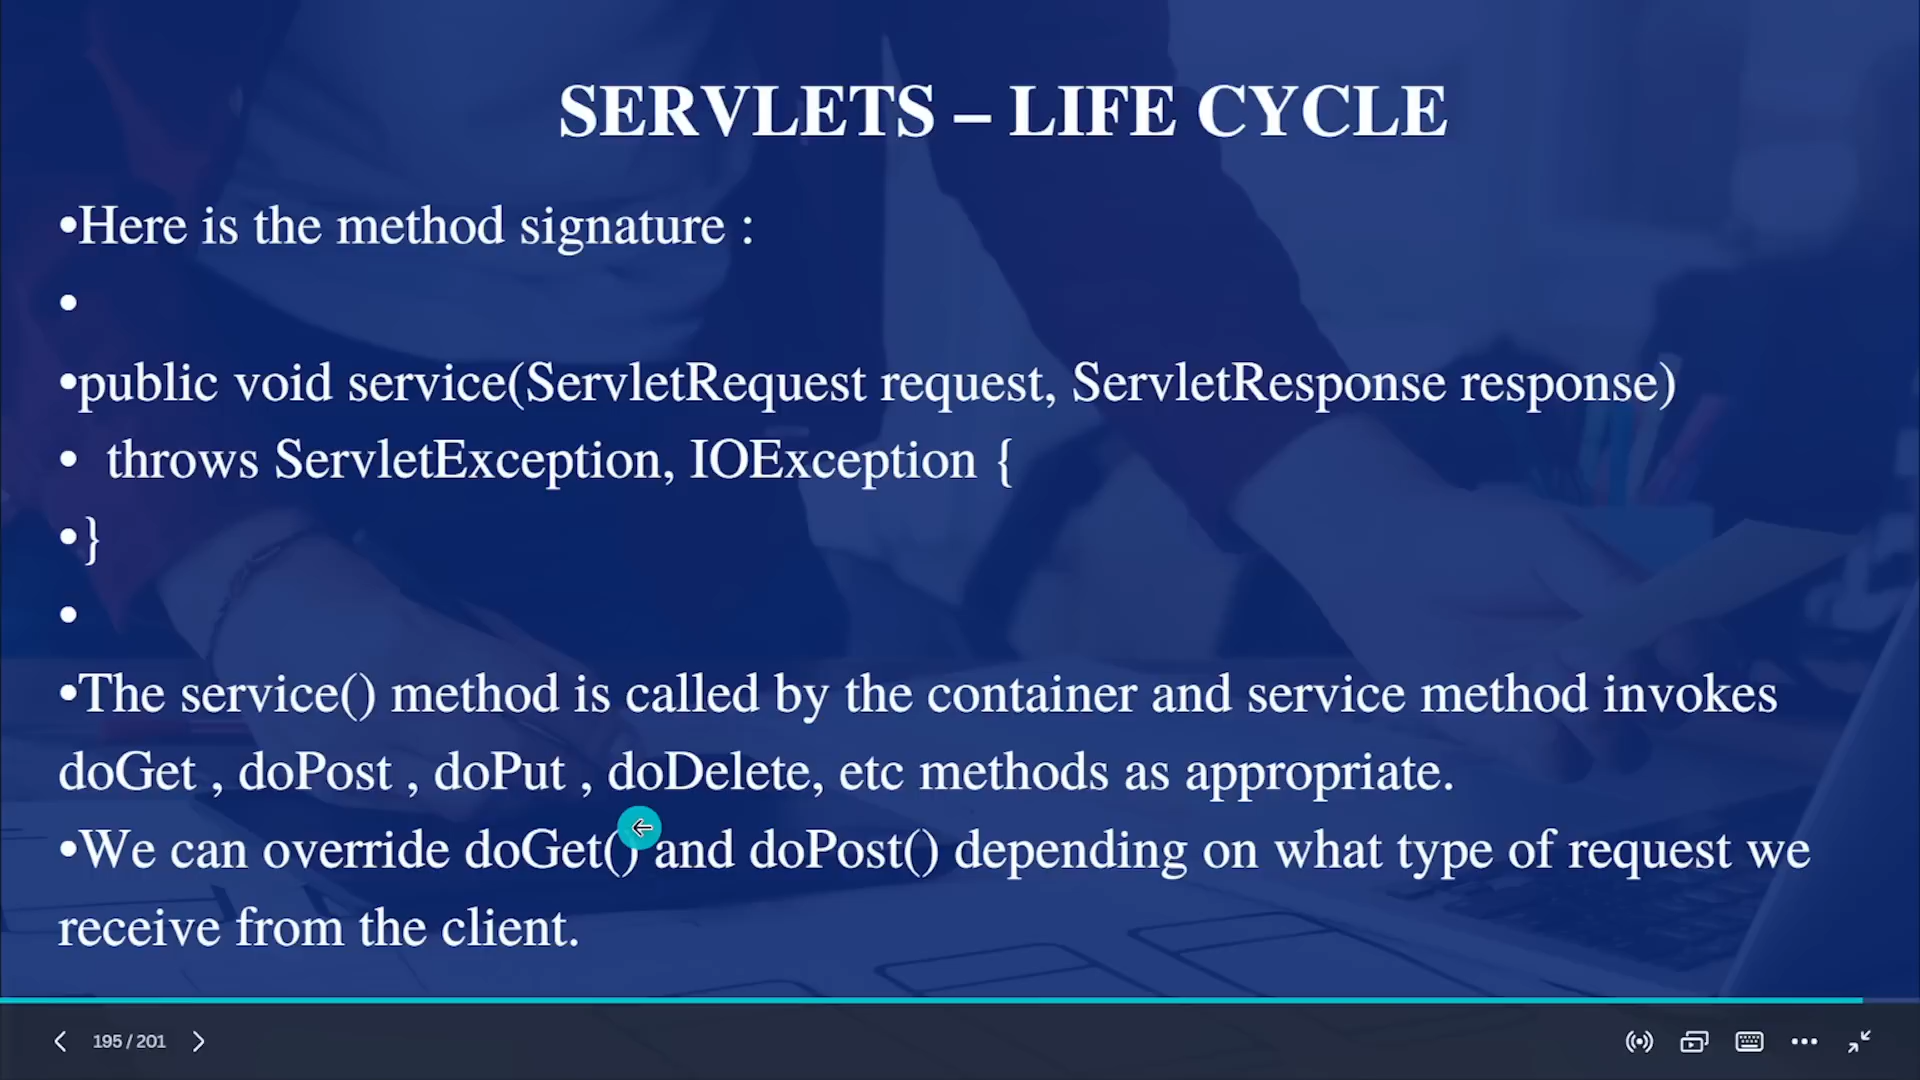 SERVLETS – LIFE CYCLE
•Here is the method signature :
•
•public void service(ServletRequest request, ServletResponse response)
• throws ServletException, IOException {
•}
•
•The service() method is called by the container and service method invokes
doGet , doPost , doPut , doDelete, etc methods as appropriate.
•We can override doGet() and doPost() depending on what type of request we
receive from the client.
195 / 201